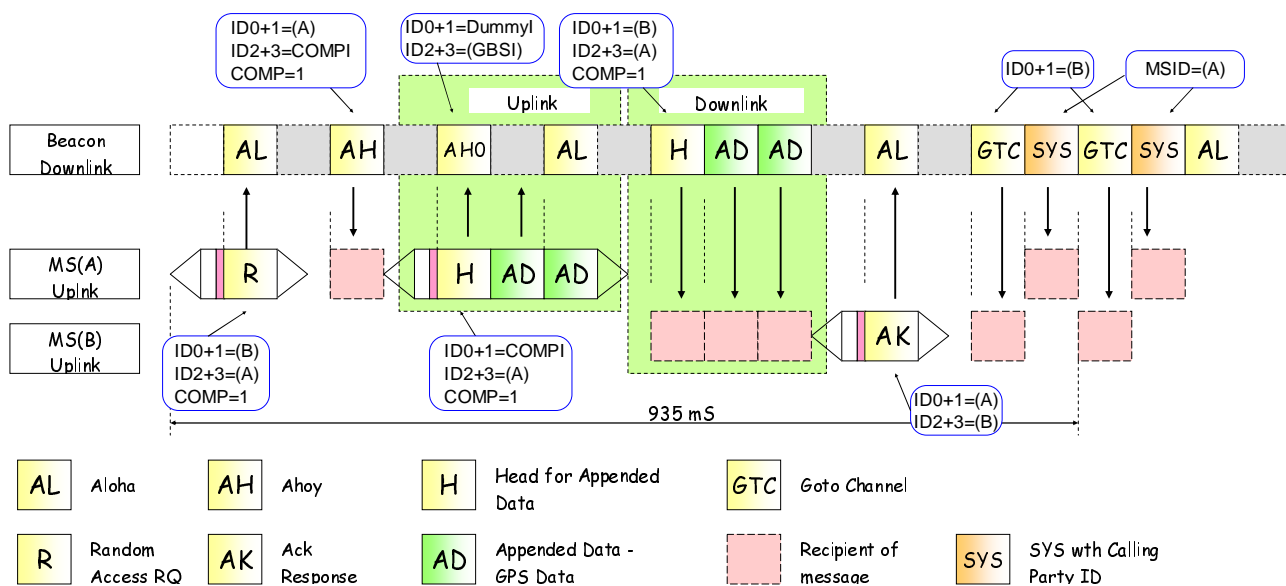 ID0+1=(A)
ID2+3=COMPI
COMP=1
ID0+1=DummyI
ID2+3=(GBSI)
ID0+1=(B)
ID2+3=(A)
COMP=1
ID0+1=(B)
MSID=(A)
Uplink
Downlink
Beacon
Downlink
AL
AH
AHO
AL
H
AD
AD
AL
GTC
SYS
GTC
SYS
AL
MS(A)
Uplnk
R
H
AD
AD
MS(B)
Uplink
AK
ID0+1=(B)
ID2+3=(A)
COMP=1
ID0+1=COMPI
ID2+3=(A)
COMP=1
ID0+1=(A)
ID2+3=(B)
935 mS
AL
Aloha
AH
Ahoy
H
Head for Appended
Data
GTC
Goto Channel
R
Random
Access RQ
AK
Ack
Response
AD
Appended Data -
GPS Data
Recipient of
message
SYS
SYS wth Calling
Party ID